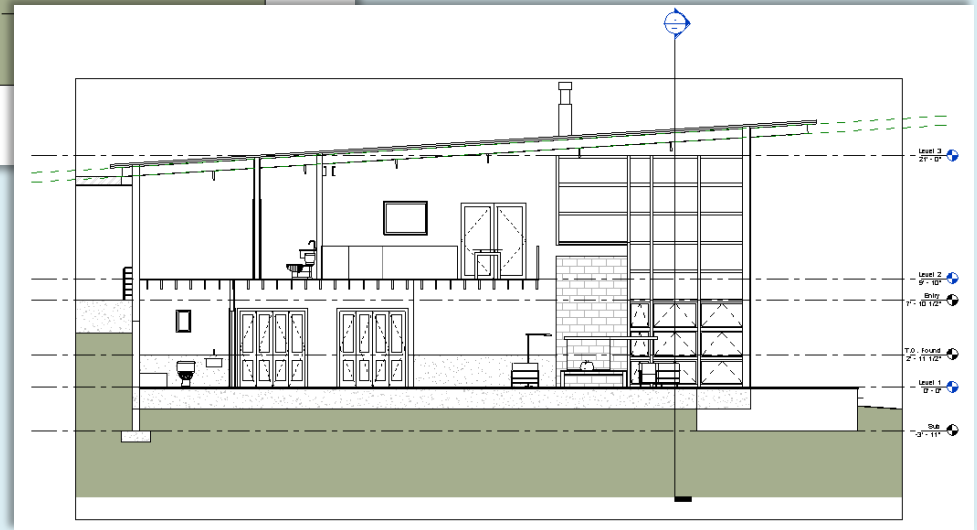 Level 3
21' - 0"
Level 2
9' - 10"
Entry
7' - 10 1/2"
T.O. Found
2' - 11 1/2"
Level 1
0' - 0"
Sub
-3' - 11"